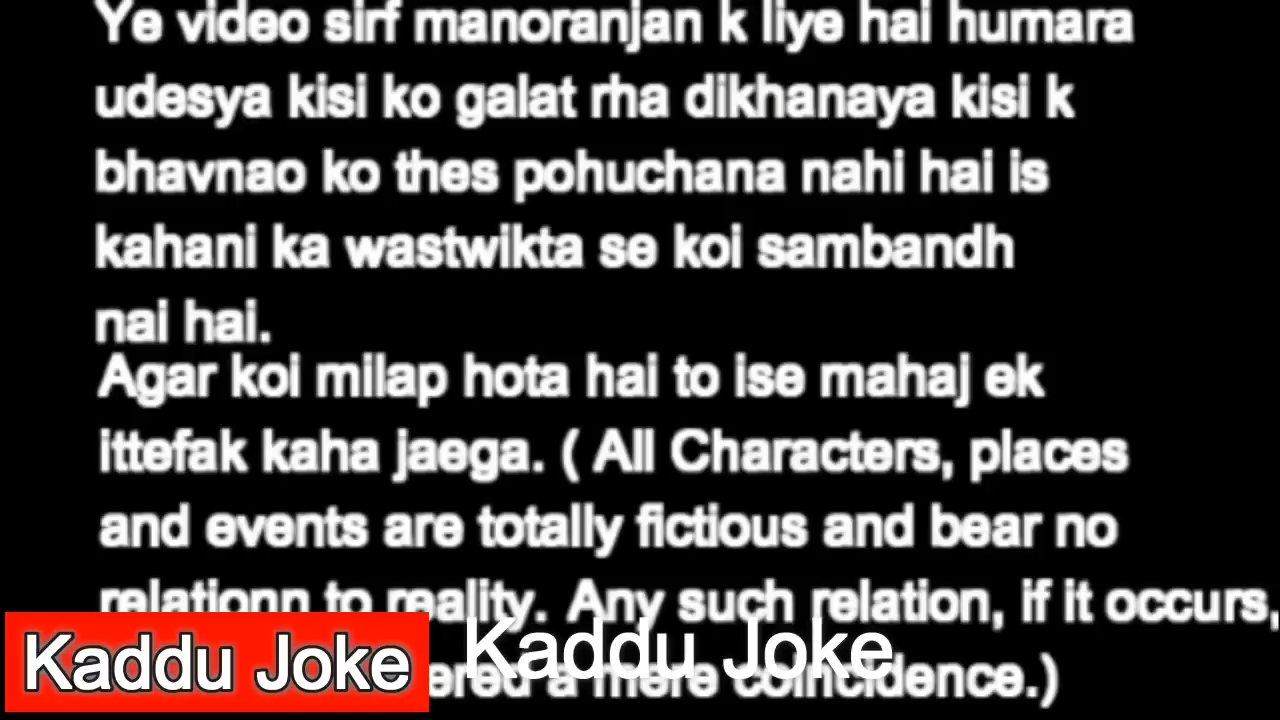 Ye video sirf manoranjan k liye hai humara
udesya kisi ko galat rha dikhanaya kisi k
bhavnao ko thes pohuchana nahi hai is
kahani ka wastwikta se koi sambandh
nai hai.
Agar koi milap hota hai to ise mahaj ek
ittefak kaha jaega. ( All Characters, places
and events are totally fictious and bear no
relationn to reality. Any such relation, if it occurs,
a mere coincidence.)
Kaddu Joke
Kaddu Joke